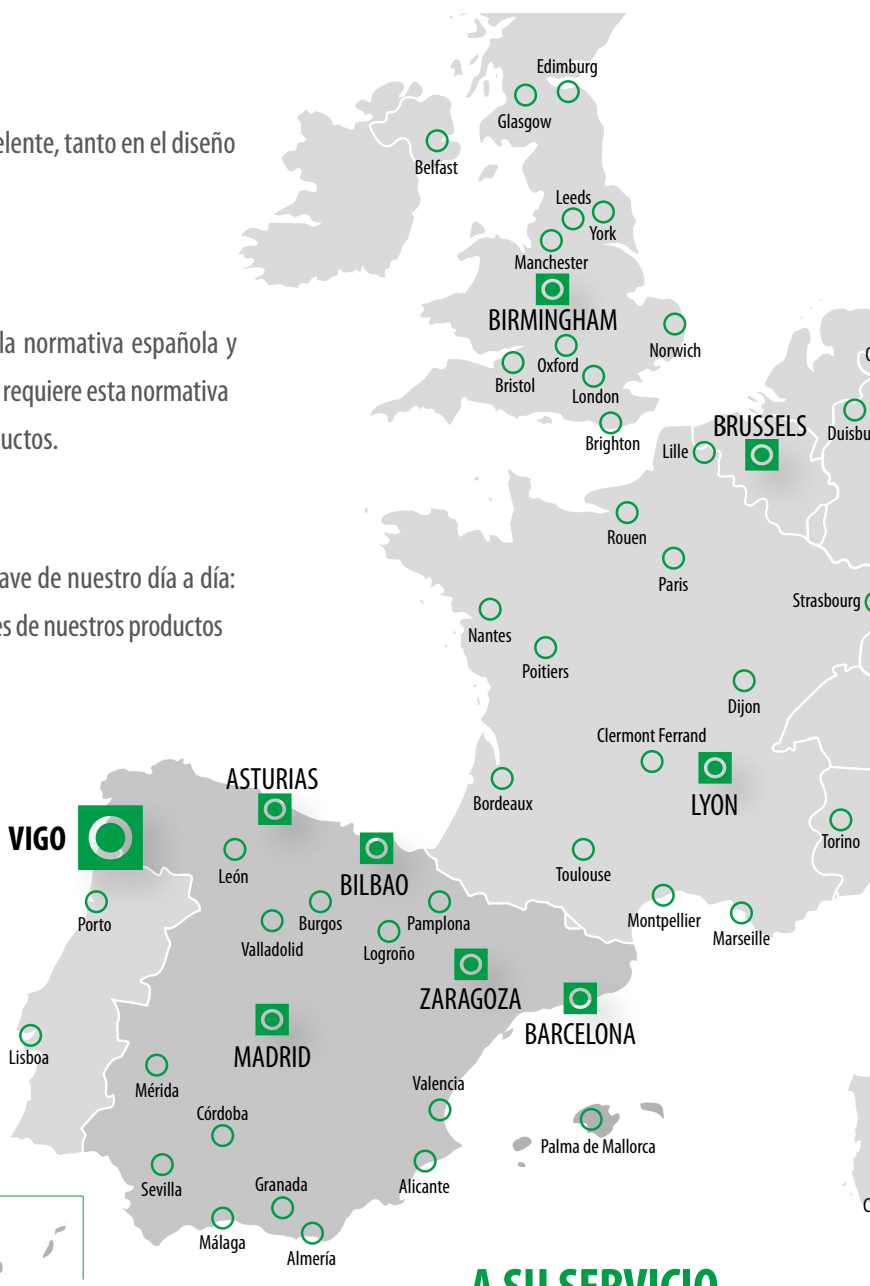 elente, tanto en el diseño
la normativa española y
requiere esta normativa
uctos.
ave de nuestro día a día:
es de nuestros productos
Edimburg
Glasgow
Belfast
Leeds
York
Manchester
BIRMINGHAM
Norwich
Oxford
Bristol
London
Brighton
BRUSSELS
Duisbu
Lille
Rouen
Paris
Strasbourg
Nantes
Poitiers
Dijon
Clermont Ferrand
LYON
Bordeaux
Torino
Toulouse
Montpellier
Marseille
ASTURIAS
VIGO
León
BILBAO
Porto
Burgos
Pamplona
Valladolid
Logroño
ZARAGOZA
BARCELONA
MADRID
Lisboa
Mérida
Valencia
Córdoba
Palma de Mallorca
Sevilla
Granada
Alicante
Málaga
Almería
A SU SERVICIO